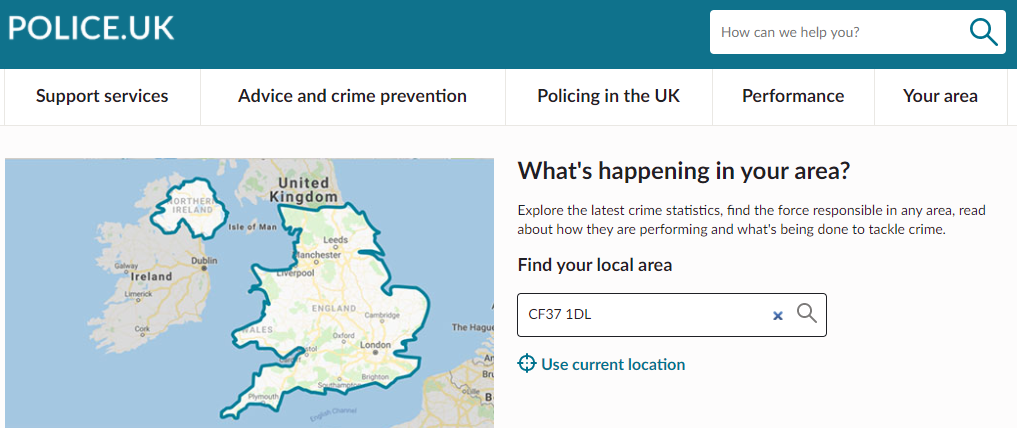 POLICE.UK
How can we help you?
Support services
Advice and crime prevention
Policing in the UK
Performance
Your area
United
Kingdom
NORTHERN
IRELAND
Isle of Man
Leeds
Manchester
Liverpool
Dublin
Galway
Ireland
Limerick
Cork
ENGLAND
WALES
Cambridge
Oxford
London
The Hague
Brighton
Southampton
Plymouth
English Channel
Lille
What's happening in your area?
Explore the latest crime statistics, find the force responsible in any area, read
about how they are performing and what's being done to tackle crime.
Find your local area
CF37 1DL
Use current location